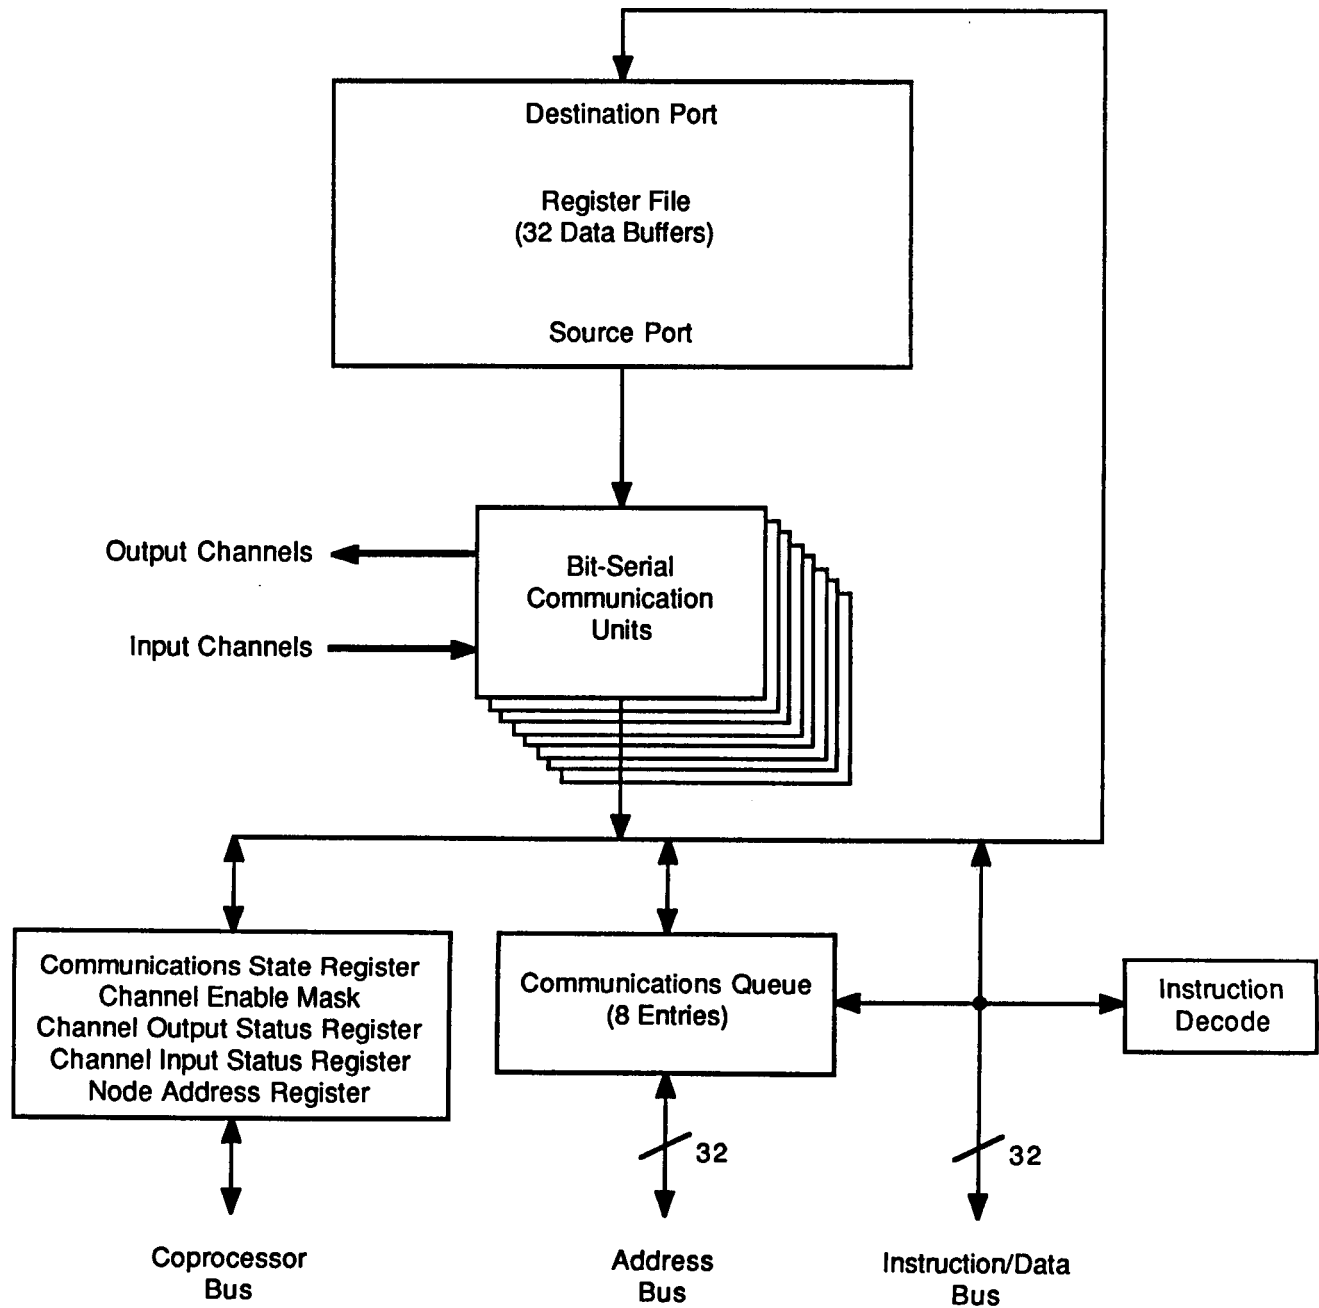 Destination Port
Register File
(32 Data Buffers)
Source Port
Output Channels
Input Channels
Bit-Serial
Communication
Units
Communications State Register
Channel Enable Mask
Channel Output Status Register
Channel Input Status Register
Node Address Register
Communications Queue
(8 Entries)
Instruction
Decode
32
32
Coprocessor
Bus
Address
Bus
Instruction/Data
Bus